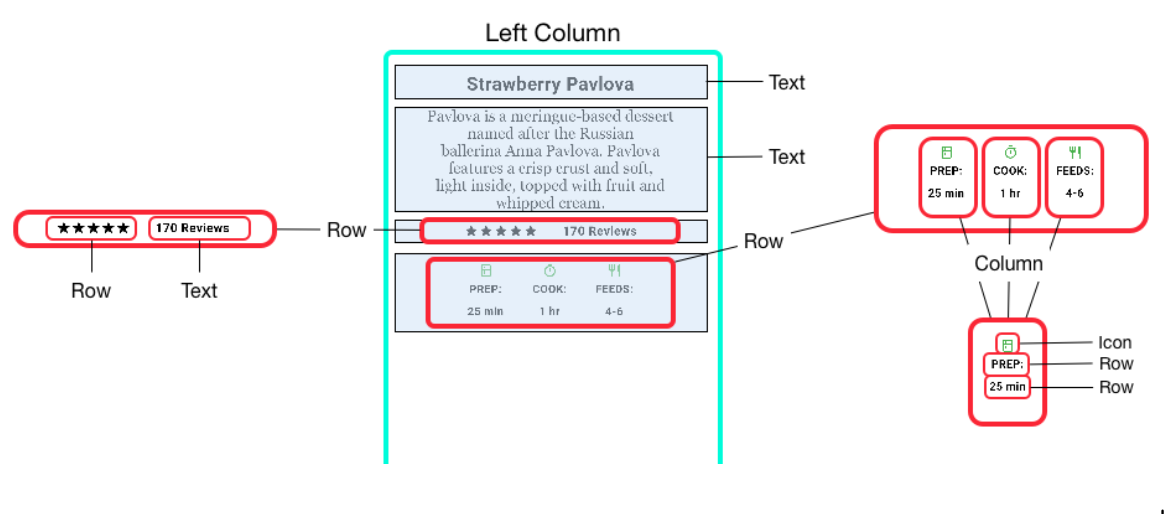 Left Column
Strawberry Pavlova
Text
Pavlova is a meringue-based dessert
named after the Russian
ballerina Anna Pavlova. Pavlova
features a crisp crust and soft,
light inside, topped with fruit and
whipped cream.
Text
★★★★★ 170 Reviews
Row
Text
Row
★★★★★ 170 Reviews
Row
PREP: COOK: FEEDS:
25 min 1 hr 4-6
PREP: COOK: FEEDS:
25 min 1 hr 4-6
Column
Icon
PREP:
Row
25 min
Row